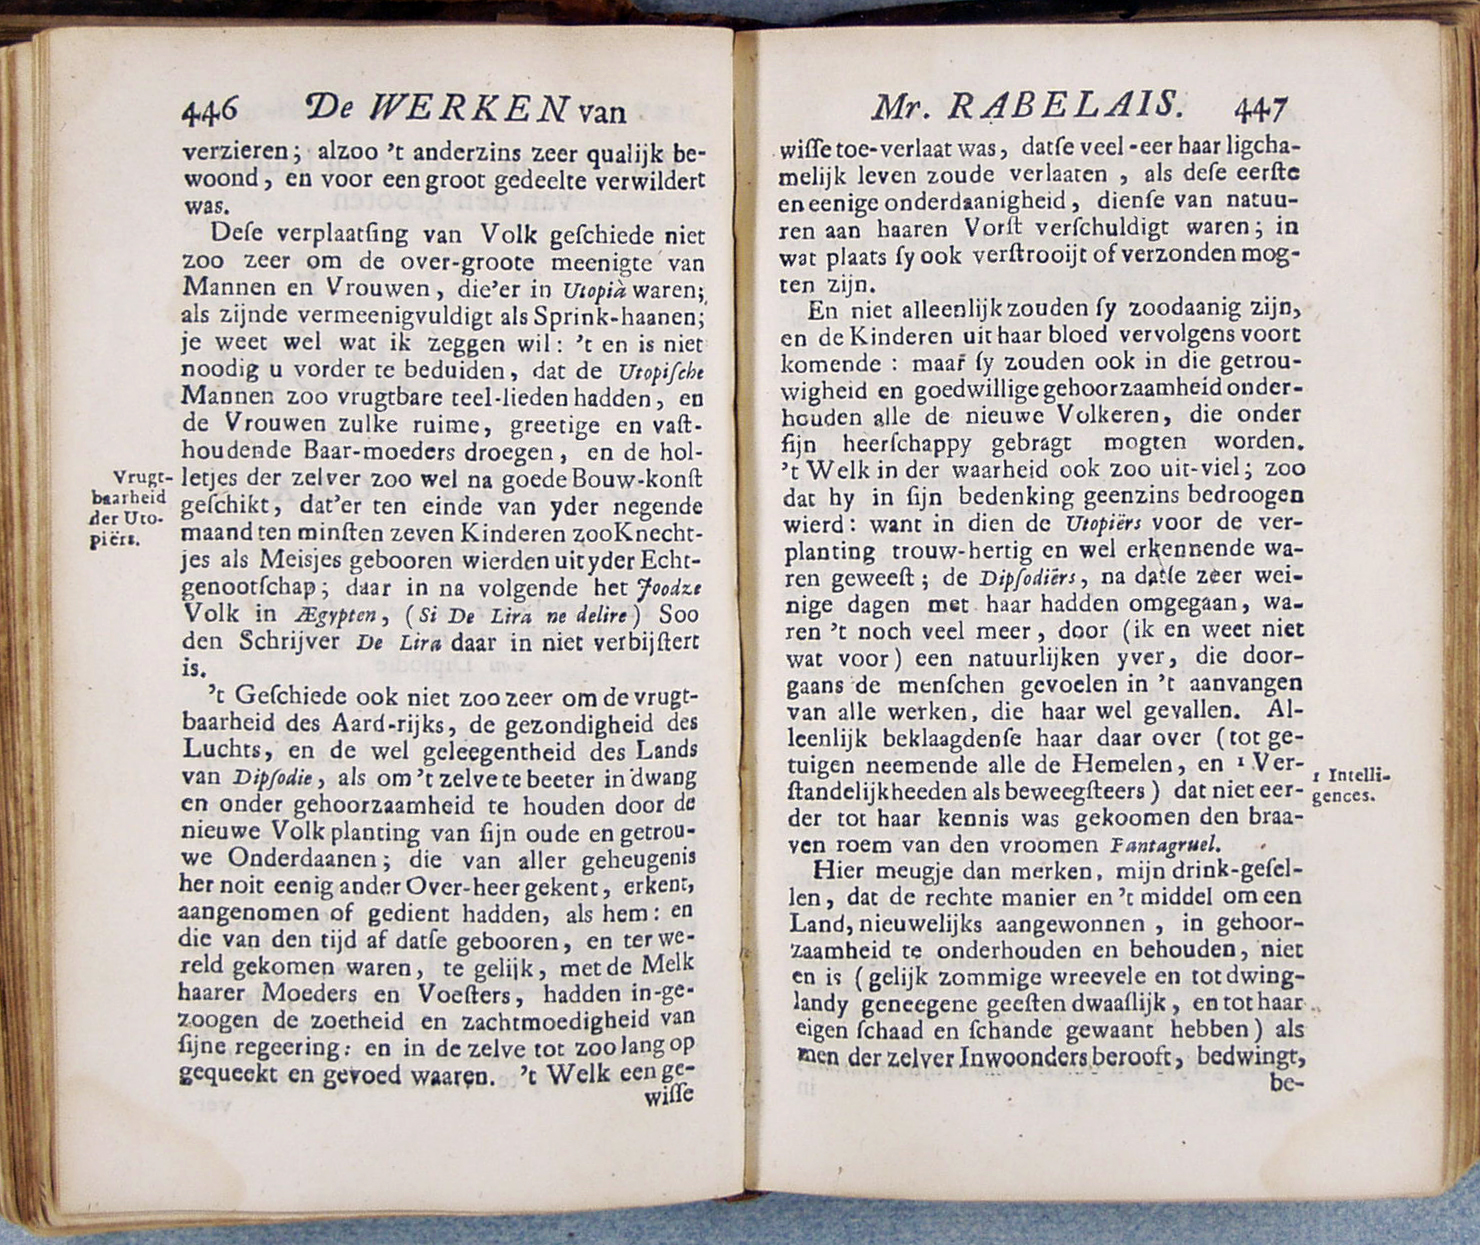 446 De WERKEN van
verzieren; alzoo 't anderzins zeer qualijk be-
woond, en voor een groot gedeelte verwildert
was.
Deſe verplaatſing van Volk geſchiede niet
zoo zeer om de over-groote meenigte van
Mannen en Vrouwen, die'er in Utopià waren;
als zijnde vermeenigvuldigt als Sprink-haanen;
je weet wel wat ik zeggen wil: 't en is niet
noodig u vorder te beduiden, dat de Utopiſche
Mannen zoo vrugtbare teel-lieden hadden, en
de Vrouwen zulke ruime, greetige en vaſt-
houdende Baar-moeders droegen, en de hol-
letjes der zelver zoo wel na goede Bouw-konſt
geſchikt, dat'er ten einde van yder negende
maand ten minſten zeven Kinderen zoo Knecht-
jes als Meisjes gebooren wierden uit yder Echt-
genootſchap; daar in na volgende het Joodze
Volk in Ægypten, (Si De Lira ne delire) Soo
den Schrijver De Lira daar in niet verbijſtert
is.
Vrugt-
baarheid
der Uto-
piërs.
't Geſchiede ook niet zoo zeer om de vrugt-
baarheid des Aard-rijks, de gezondigheid des
Luchts, en de wel geleegentheid des Lands
van Dipſodie, als om 't zelve te beeter in dwang
en onder gehoorzaamheid te houden door de
nieuwe Volk planting van ſijn oude en getrou-
we Onderdaanen; die van aller geheugenis
her noit eenig ander Over-heer gekent, erkent,
aangenomen of gedient hadden, als hem: en
die van den tijd af datſe gebooren, en ter we-
reld gekomen waren, te gelijk, met de Melk
haarer Moeders en Voeſters, hadden in-ge-
zoogen de zoetheid en zachtmoedigheid van
ſijne regeering: en in de zelve tot zoo lang op
gequeekt en gevoed waaren. 't Welk een ge-
wiſſe
Mr. RABELAIS. 447
wiſſe toe-verlaat was, datſe veel-eer haar ligcha-
melijk leven zoude verlaaten, als deſe eerſte
en eenige onderdaanigheid, dienſe van natuu-
ren aan haaren Vorſt verſchuldigt waren; in
wat plaats ſy ook verſtrooijt of verzonden mog-
ten zijn.
En niet alleenlijk zouden ſy zoodaanig zijn,
en de Kinderen uit haar bloed vervolgens voort
komende: maar ſy zouden ook in die getrou-
wigheid en goedwillige gehoorzaamheid onder-
houden alle de nieuwe Volkeren, die onder
ſijn heerſchappy gebragt mogten worden.
't Welk in der waarheid ook zoo uit-viel; zoo
dat hy in ſijn bedenking geenzins bedroogen
wierd: want in dien de Utopiërs voor de ver-
planting trouw-hertig en wel erkennende wa-
ren geweeſt; de Dipſodiërs, na datſe zeer wei-
nige dagen met haar hadden omgegaan, wa-
ren 't noch veel meer, door (ik en weet niet
wat voor) een natuurlijken yver, die door-
gaans de menſchen gevoelen in 't aanvangen
van alle werken, die haar wel gevallen. Al-
leenlijk beklaagdenſe haar daar over (tot ge-
tuigen neemende alle de Hemelen, en 1 Ver-
ſtandelijkheeden als beweegſteers) dat niet eer-
der tot haar kennis was gekoomen den braa-
ven roem van den vroomen Pantagruel.
1 Intelli-
gences.
Hier meugje dan merken, mijn drink-geſel-
len, dat de rechte manier en 't middel om een
Land, nieuwelijks aangewonnen, in gehoor-
zaamheid te onderhouden en behouden, niet
en is (gelijk zommige wreevele en tot dwing-
landy geneegene geeſten dwaaſlijk, en tot haar
eigen ſchaad en ſchande gewaant hebben) als
men der zelver Inwoonders berooft, bedwingt,
be-